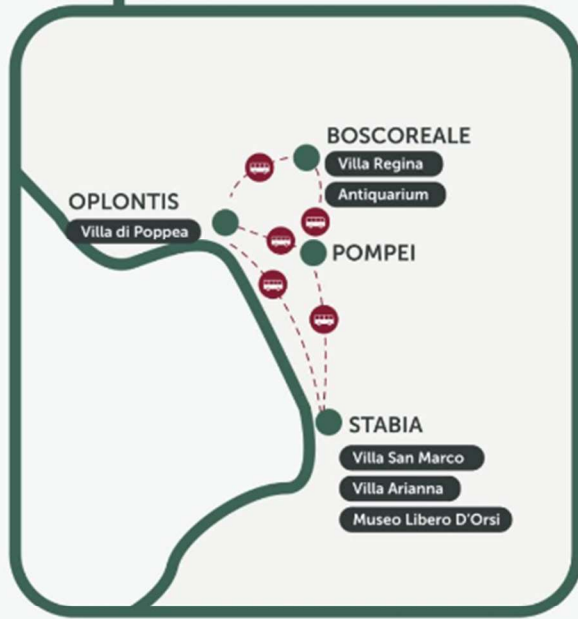 BOSCOREALE
Villa Regina
Antiquarium
OPLONTIS
Villa di Poppea
POMPEI
STABIA
Villa San Marco
Villa Arianna
Museo Libero D'Orsi